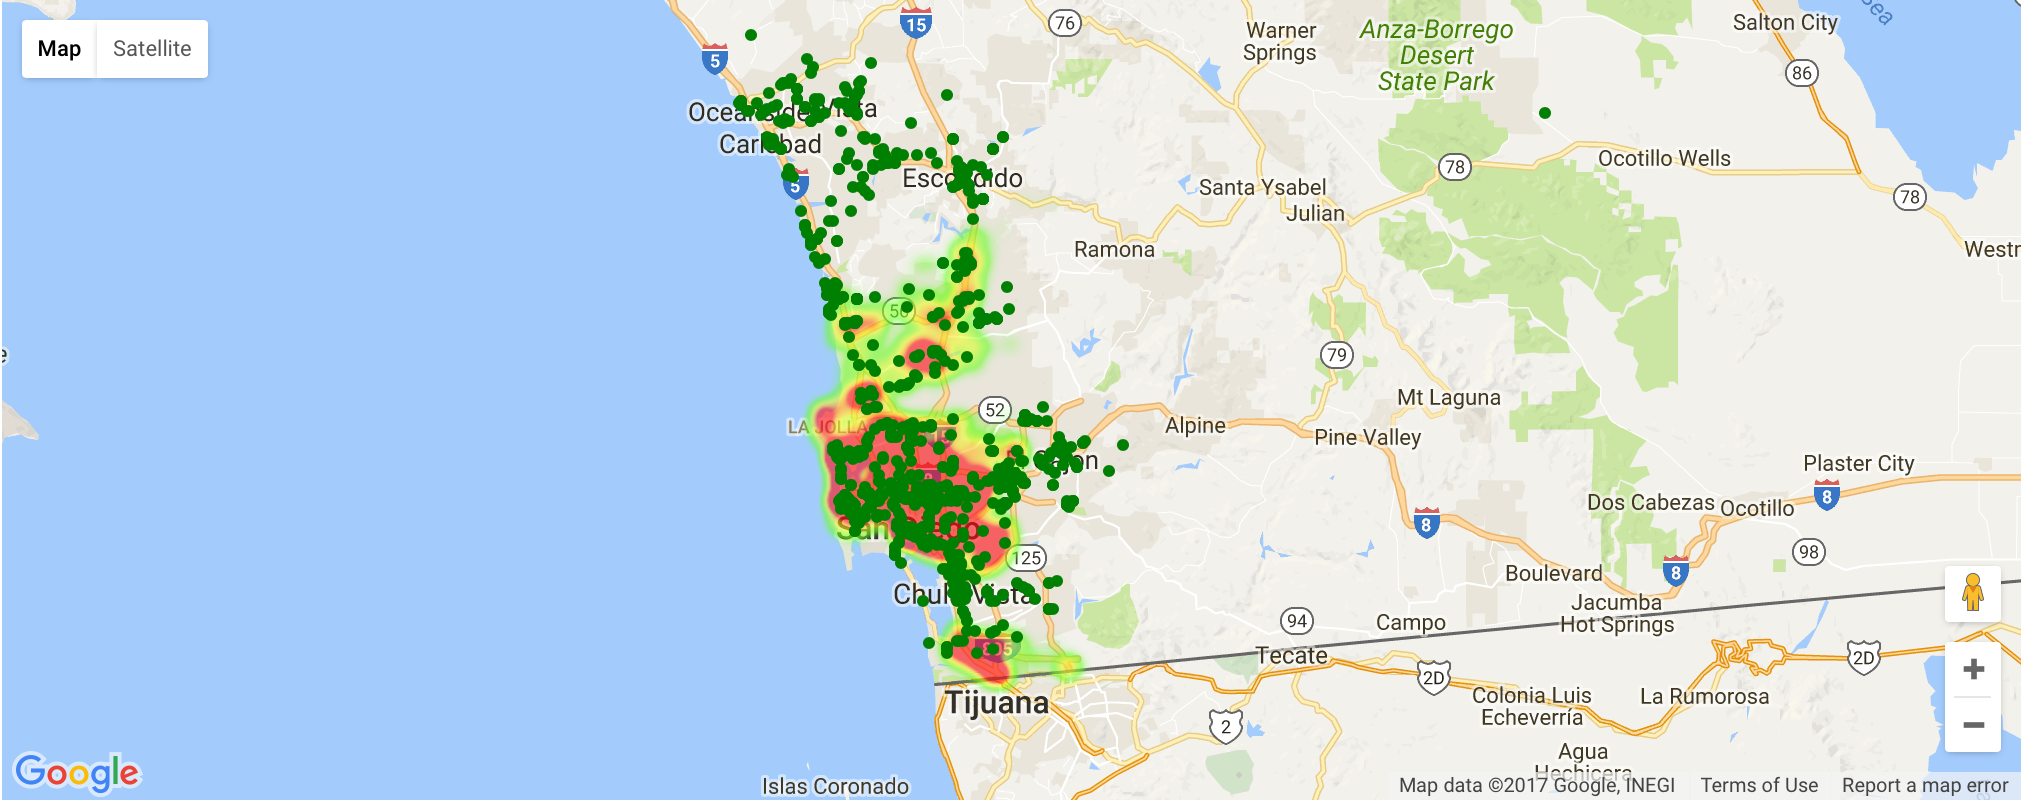 Map
Satellite
15
76
5
Warner
Springs
Anza-Borrego
Desert
State Park
Salton City
Sea
86
Oceanside
Vista
Carlsbad
78
Ocotillo Wells
5
Escondido
Santa Ysabel
Julian
78
Ramona
Westm
56
79
52
Mt Laguna
LA JOLLA
Alpine
Pine Valley
Cajon
Plaster City
8
8
8
Dos Cabezas
Ocotillo
San Diego
125
98
Boulevard
8
Chula Vista
Jacumba
Hot Springs
94
Campo
5
Tecate
2D
2D
Tijuana
Colonia Luis
Echeverría
La Rumorosa
2
Agua
Hechicera
Google
Islas Coronado
Map data ©2017 Google, INEGI
Terms of Use
Report a map error